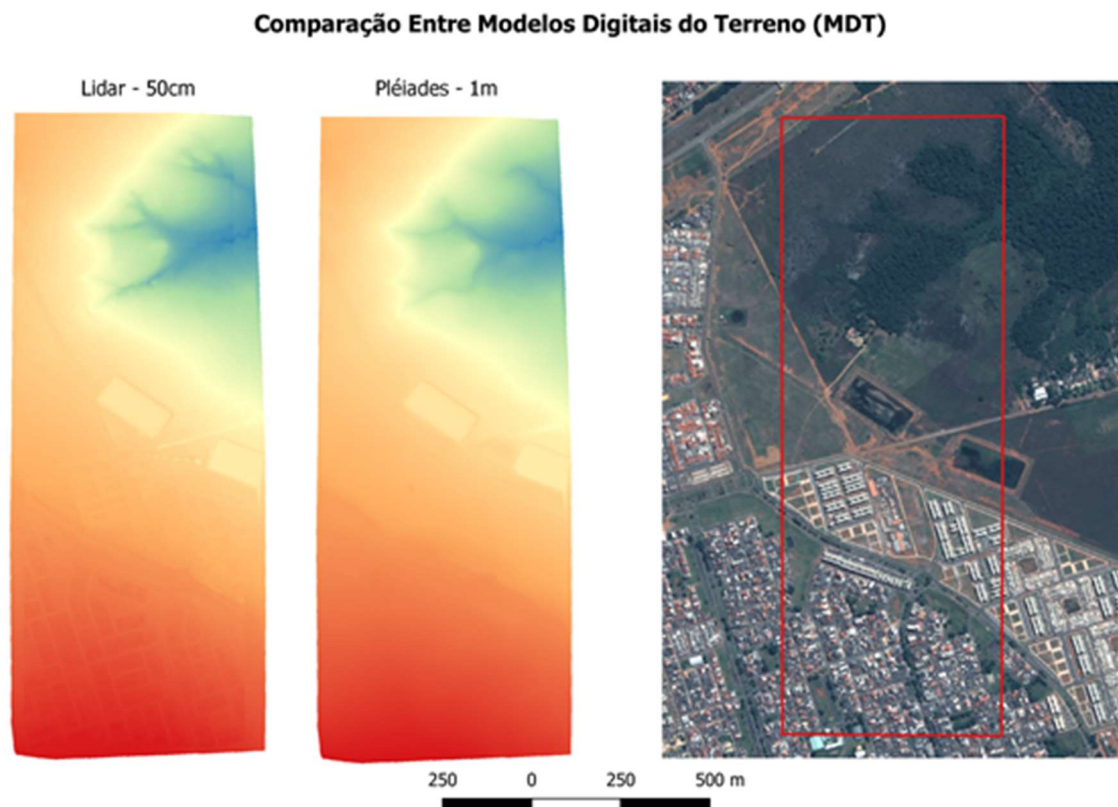 Comparação Entre Modelos Digitais do Terreno (MDT)
Lidar - 50cm
Pléiades - 1m
250 0 250 500 m